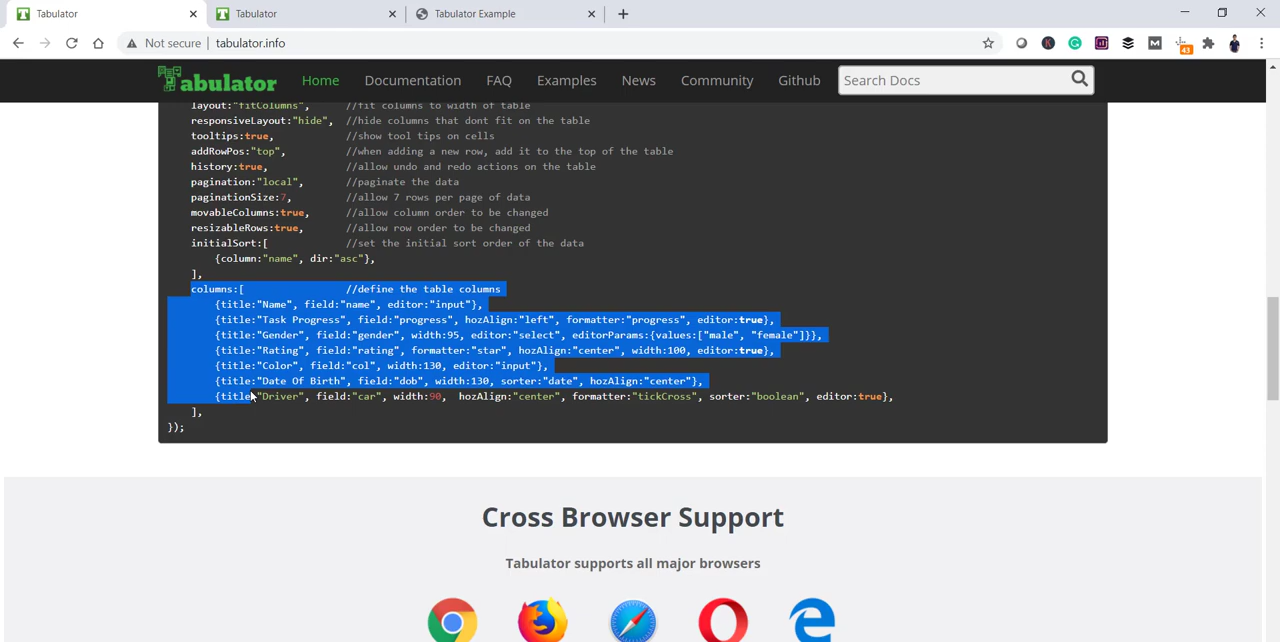 Tabulator
Tabulator
Tabulator Example
Not secure | tabulator.info
43
Tabulator
Home
Documentation
FAQ
Examples
News
Community
Github
Search Docs
layout:"fitColumns", //fit columns to width of table
responsiveLayout:"hide", //hide columns that dont fit on the table
tooltips:true, //show tool tips on cells
addRowPos:"top", //when adding a new row, add it to the top of the table
history:true, //allow undo and redo actions on the table
pagination:"local", //paginate the data
paginationSize:7, //allow 7 rows per page of data
movableColumns:true, //allow column order to be changed
resizableRows:true, //allow row order to be changed
initialSort:[ //set the initial sort order of the data
{column:"name", dir:"asc"},
],
columns:[ //define the table columns
{title:"Name", field:"name", editor:"input"},
{title:"Task Progress", field:"progress", hozAlign:"left", formatter:"progress", editor:true},
{title:"Gender", field:"gender", width:95, editor:"select", editorParams:{values:["male", "female"]}},
{title:"Rating", field:"rating", formatter:"star", hozAlign:"center", width:100, editor:true},
{title:"Color", field:"col", width:130, editor:"input"},
{title:"Date Of Birth", field:"dob", width:130, sorter:"date", hozAlign:"center"},
{title:"Driver", field:"car", width:90, hozAlign:"center", formatter:"tickCross", sorter:"boolean", editor:true},
],
});
Cross Browser Support
Tabulator supports all major browsers